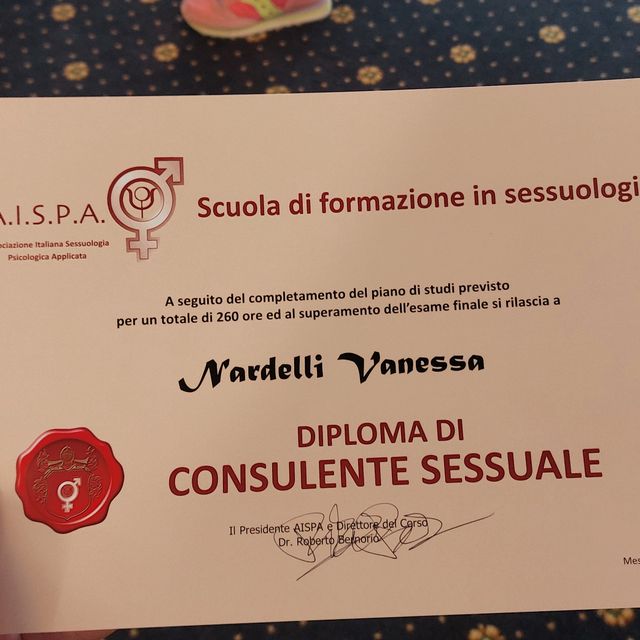 A.I.S.P.A.
ociazione Italiana Sessuologia
Psicologica Applicata
Scuola di formazione in sessuologi
A seguito del completamento del piano di studi previsto
per un totale di 260 ore ed al superamento dell'esame finale si rilascia a
Nardelli Vanessa
DIPLOMA DI
CONSULENTE SESSUALE
Il Presidente AISPA e Direttore del Corso
Dr. Roberto Bernorio
Mes